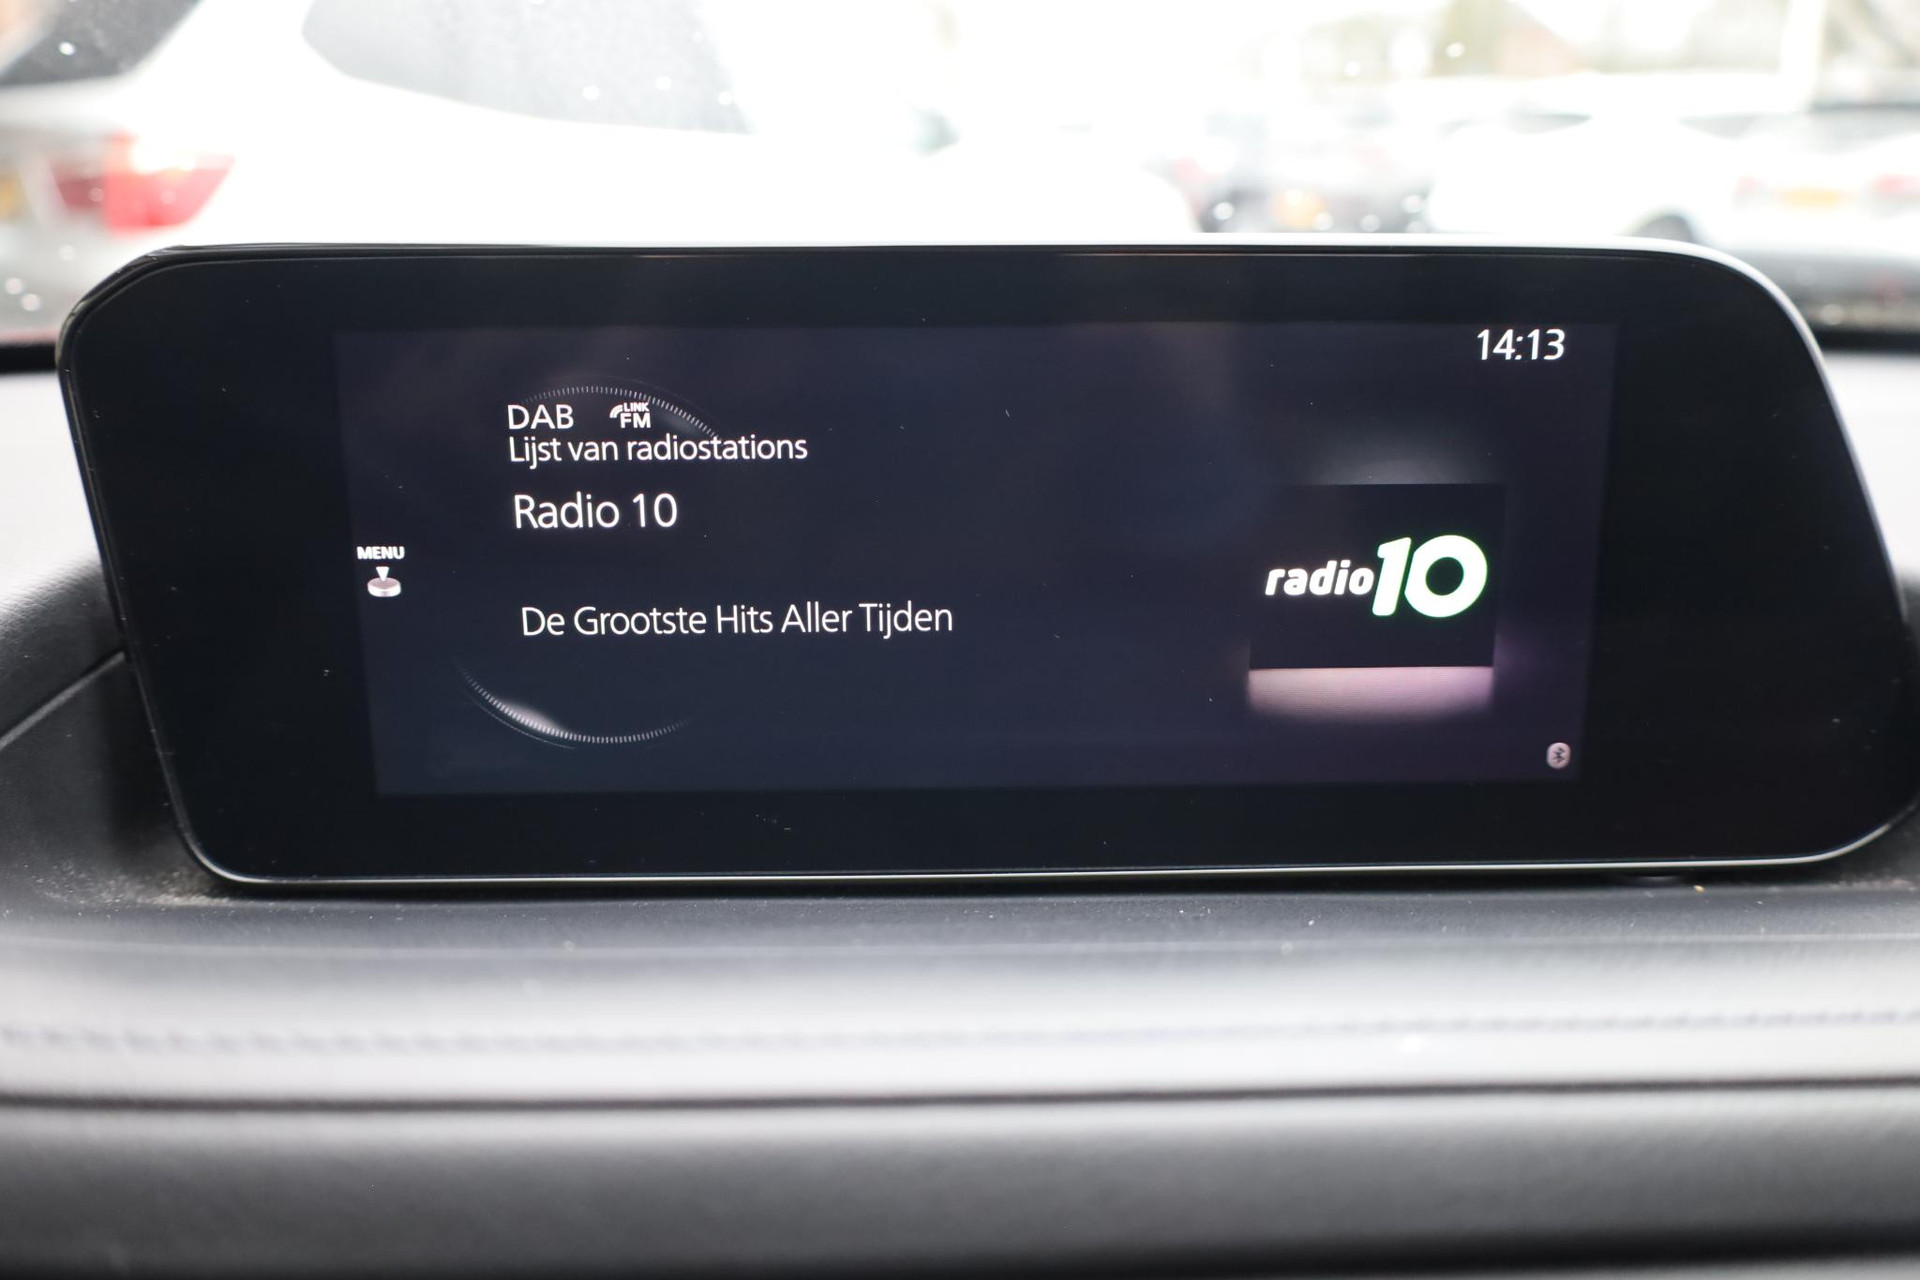 14:13
DAB LINK FM
Lijst van radiostations
Radio 10
MENU
De Grootste Hits Aller Tijden
radio10